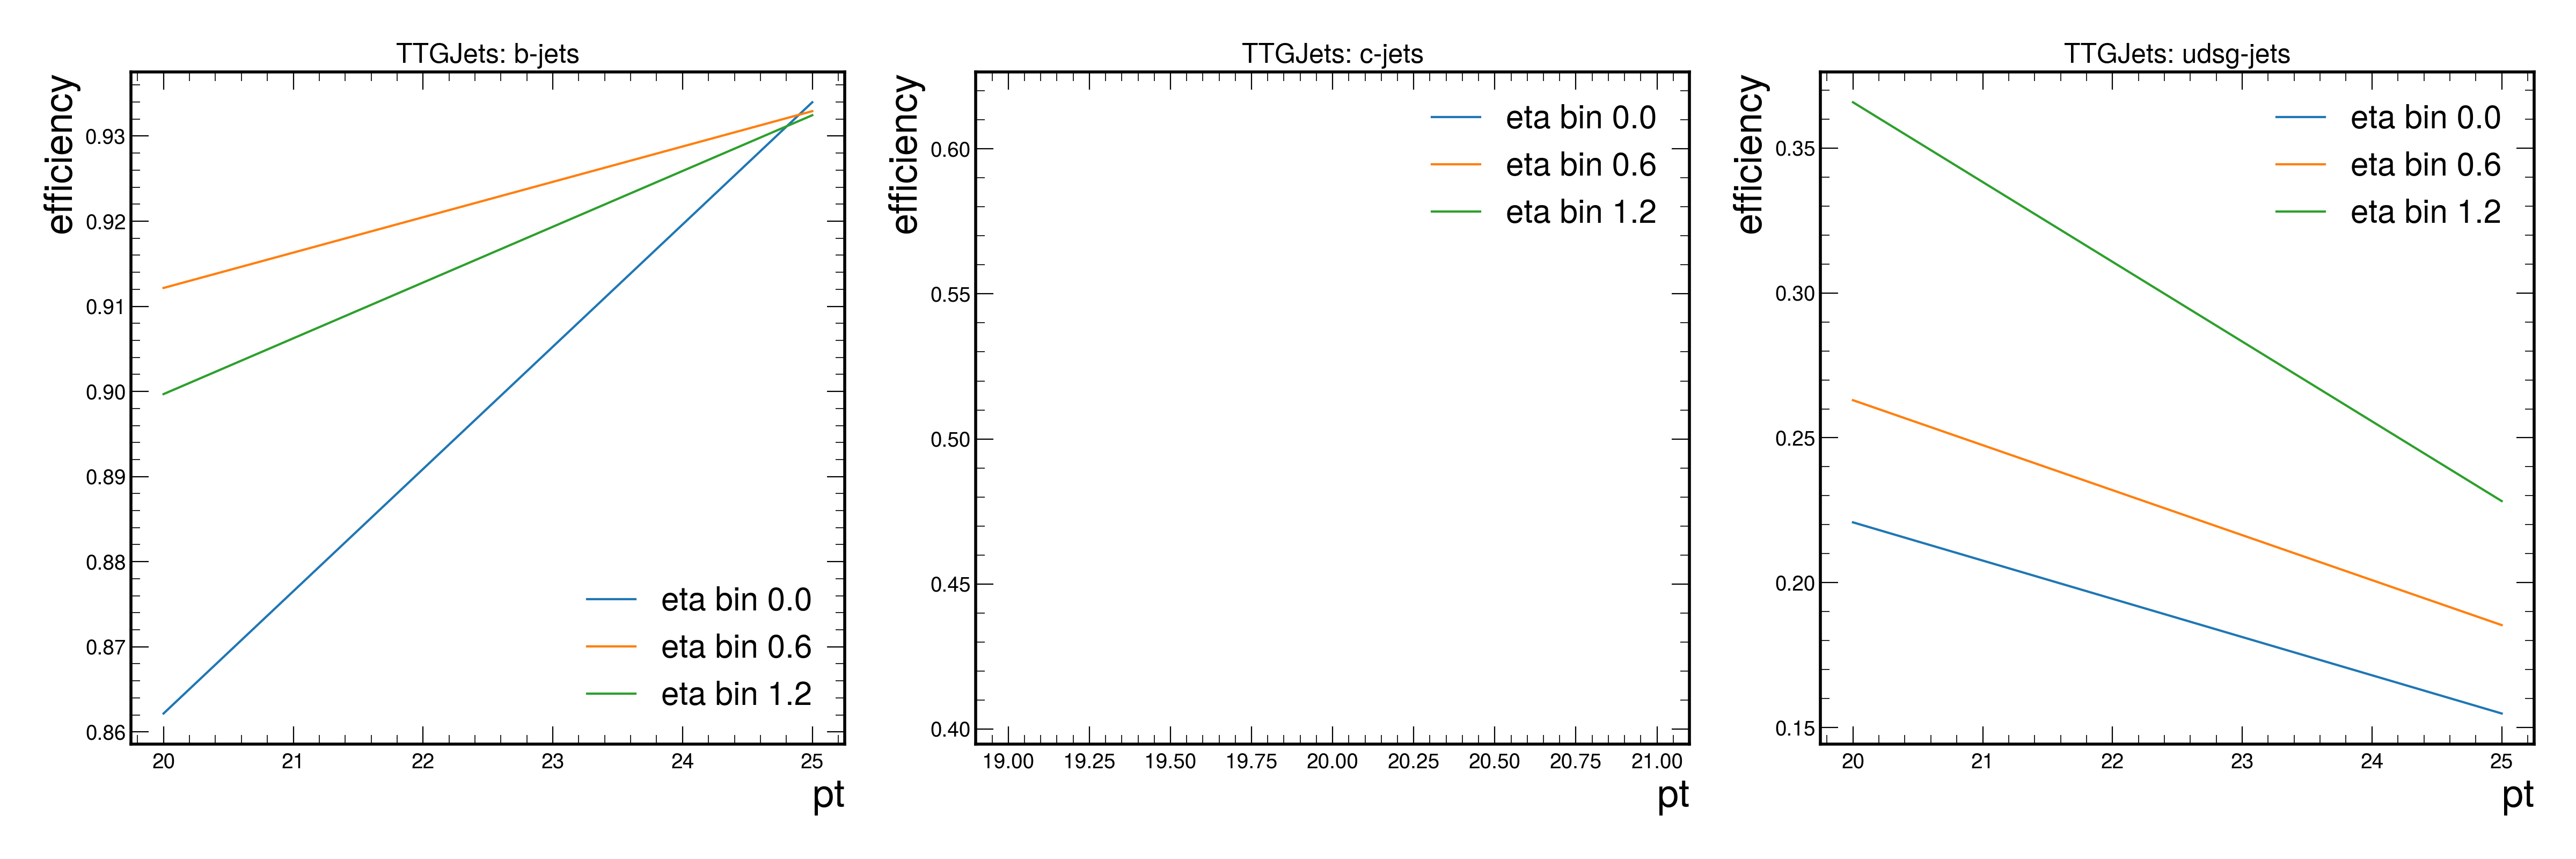 TTGJets: b-jets
efficiency
0.93
0.92
0.91
0.90
0.89
0.88
0.87
0.86
eta bin 0.0
eta bin 0.6
eta bin 1.2
20 21 22 23 24 25
pt
TTGJets: c-jets
efficiency
0.60
0.55
0.50
0.45
0.40
eta bin 0.0
eta bin 0.6
eta bin 1.2
19.00 19.25 19.50 19.75 20.00 20.25 20.50 20.75 21.00
pt
TTGJets: udsg-jets
efficiency
0.35
0.30
0.25
0.20
0.15
eta bin 0.0
eta bin 0.6
eta bin 1.2
20 21 22 23 24 25
pt